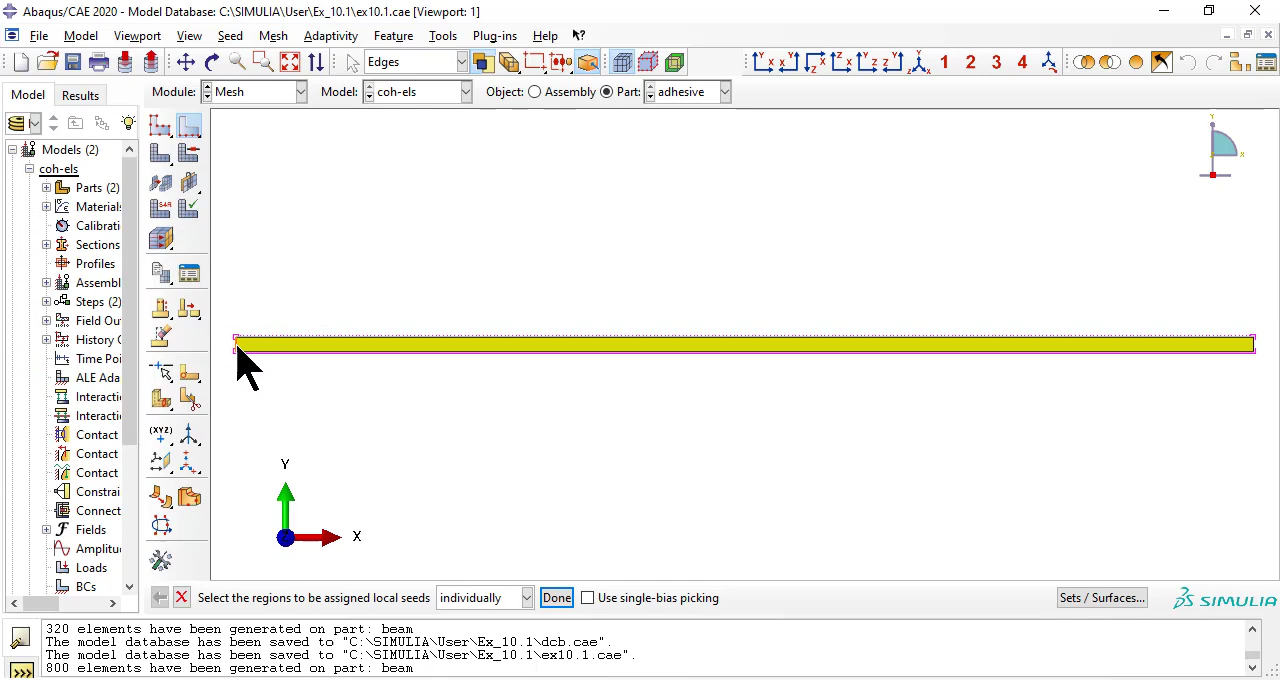 Abaqus/CAE 2020 - Model Database: C:\SIMULIA\User\Ex_10.1\ex10.1.cae [Viewport: 1]
File Model Viewport View Seed Mesh Adaptivity Feature Tools Plug-ins Help
Edges
1 2 3 4
Model Results
Module: Mesh Model: coh-els Object: Assembly Part: adhesive
Models (2)
coh-els
Parts (2)
Material
Calibrati
Sections
Profiles
Assembl
Steps (2)
Field Ou
History
Time Poi
ALE Ada
Interacti
Interacti
Contact
Contact
Contact
Constrai
Connect
Fields
Amplitu
Loads
BCs
(XYZ)
Y
X
Y
X
Z
Select the regions to be assigned local seeds individually Done Use single-bias picking Sets / Surfaces...
SIMULIA
320 elements have been generated on part: beam
The model database has been saved to "C:\SIMULIA\User\Ex_10.1\dcb.cae".
The model database has been saved to "C:\SIMULIA\User\Ex_10.1\ex10.1.cae".
800 elements have been generated on part: beam
>>>